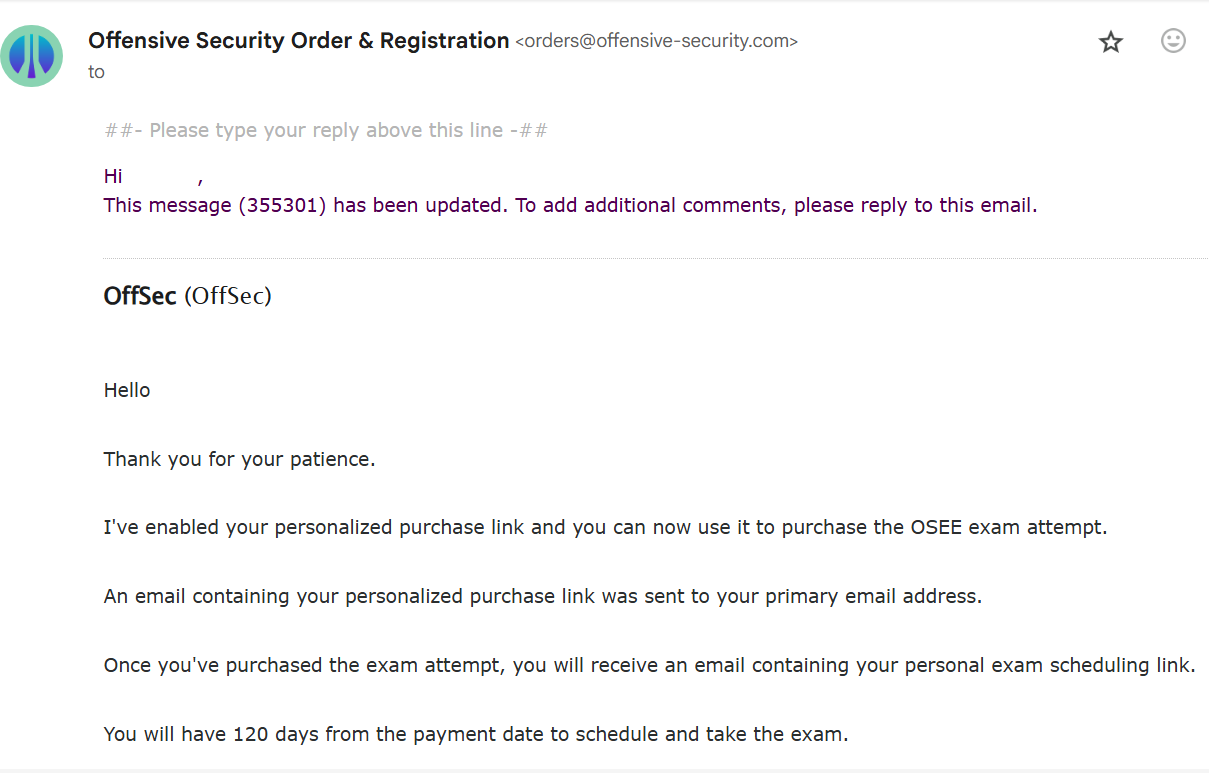 Offensive Security Order & Registration <orders@offensive-security.com>
to
##- Please type your reply above this line -##
Hi ,
This message (355301) has been updated. To add additional comments, please reply to this email.
OffSec (OffSec)
Hello
Thank you for your patience.
I've enabled your personalized purchase link and you can now use it to purchase the OSEE exam attempt.
An email containing your personalized purchase link was sent to your primary email address.
Once you've purchased the exam attempt, you will receive an email containing your personal exam scheduling link.
You will have 120 days from the payment date to schedule and take the exam.